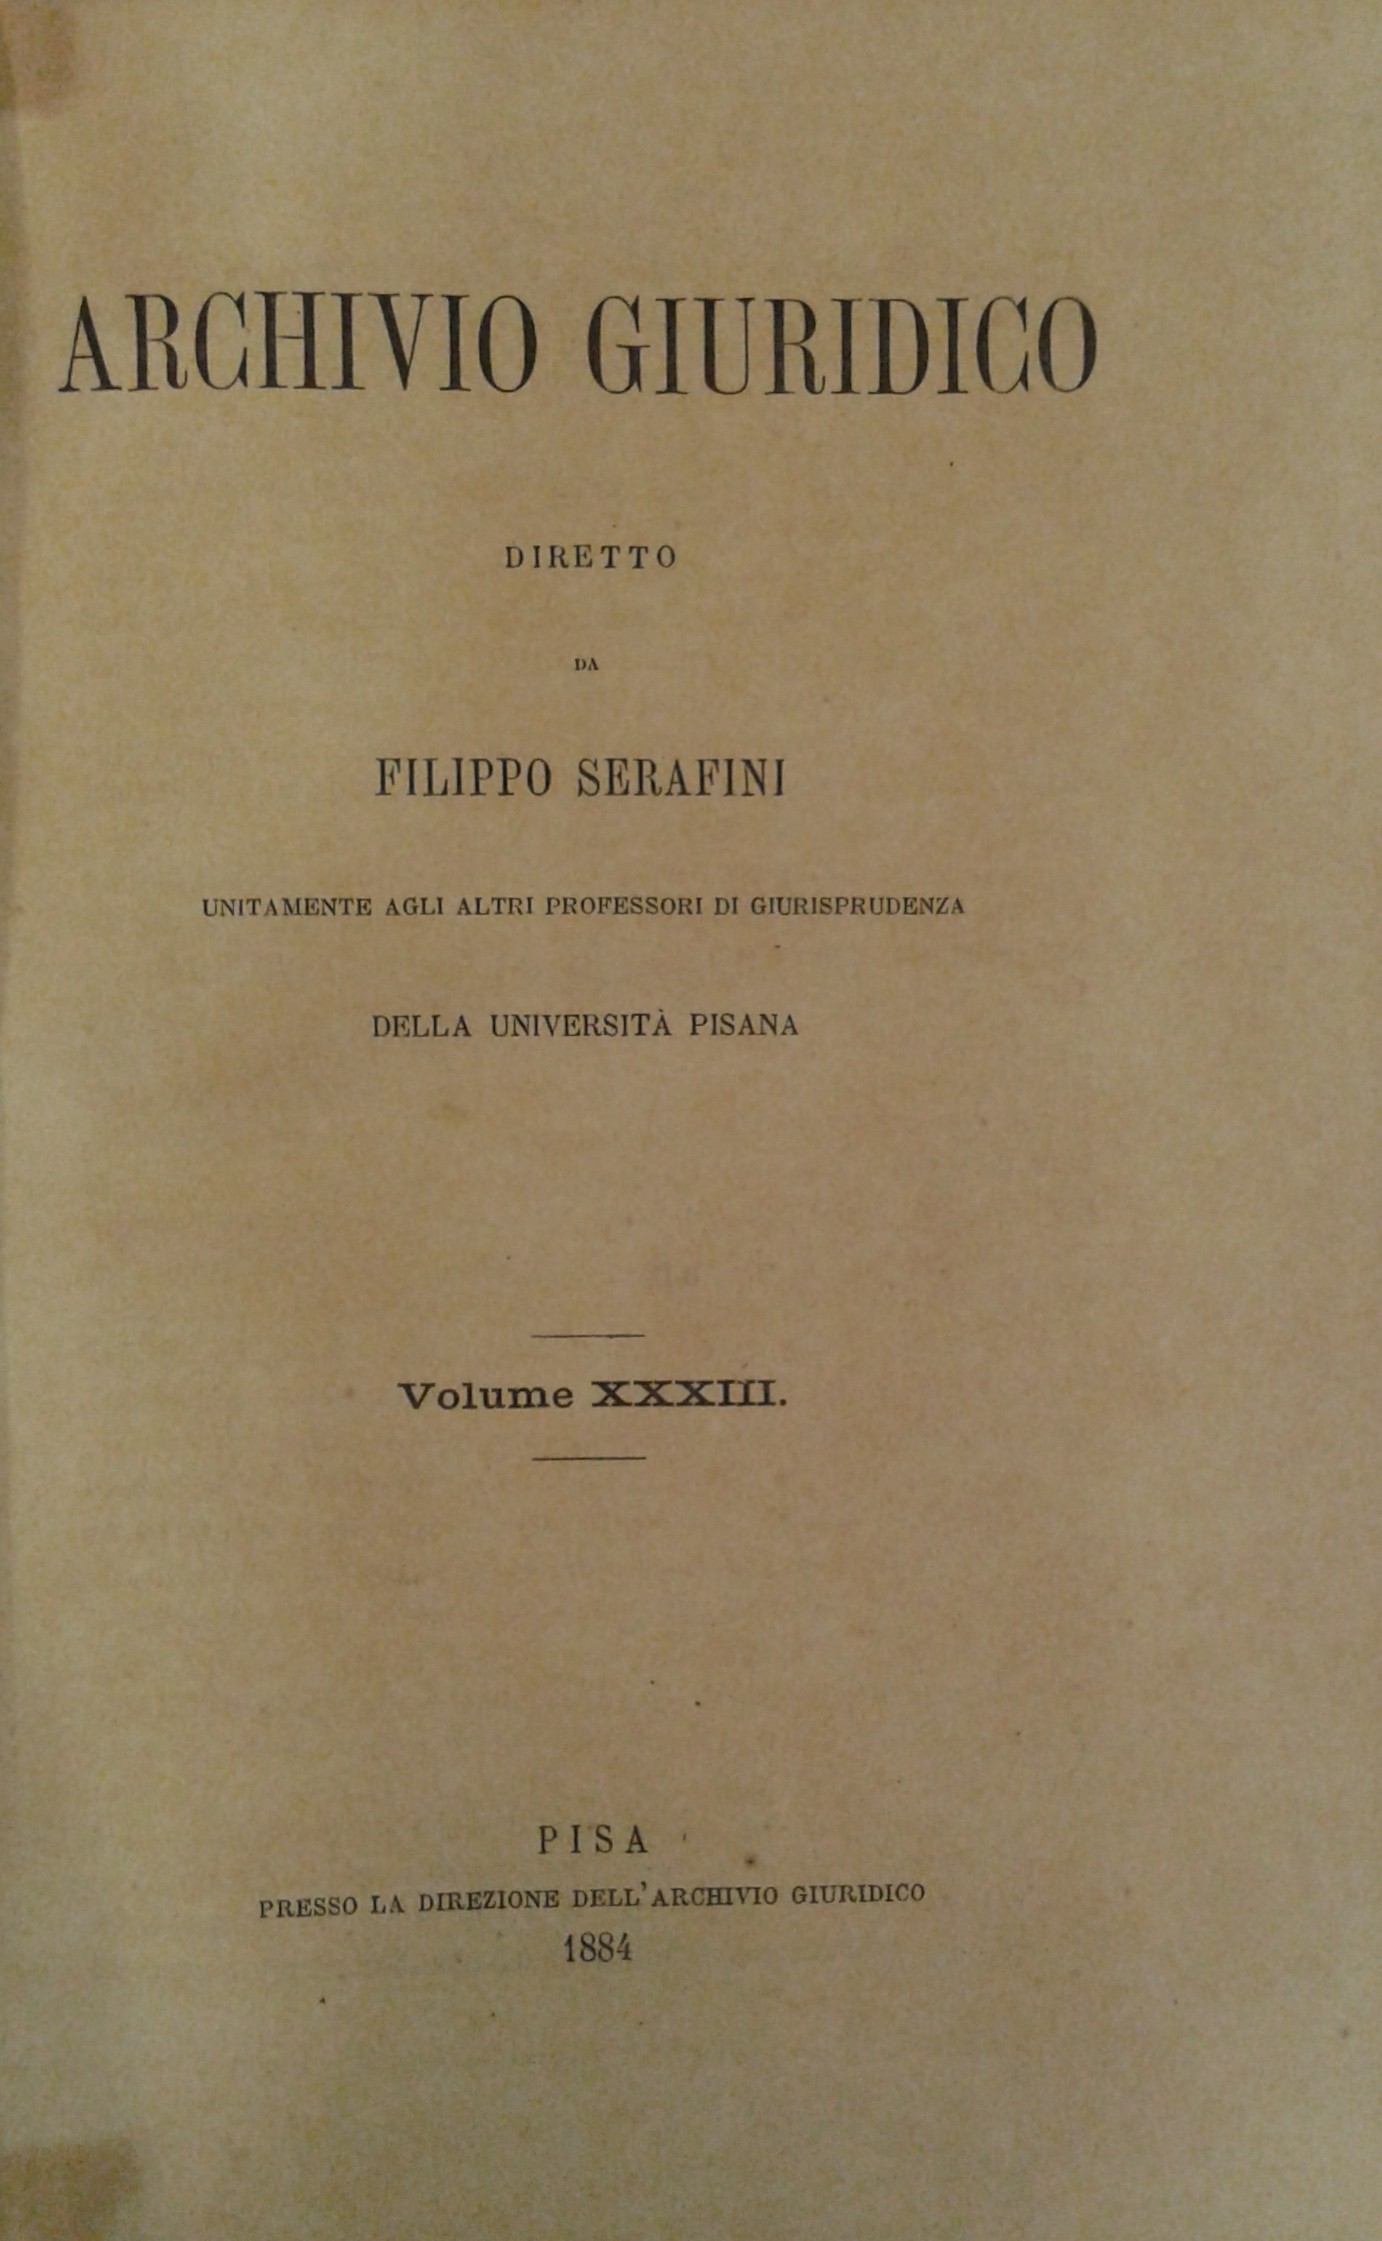 ARCHIVIO GIURIDICO
DIRETTO
DA
FILIPPO SERAFINI
UNITAMENTE AGLI ALTRI PROFESSORI DI GIURISPRUDENZA
DELLA UNIVERSITÀ PISANA
Volume XXXIII.
PISA
PRESSO LA DIREZIONE DELL'ARCHIVIO GIURIDICO
1884